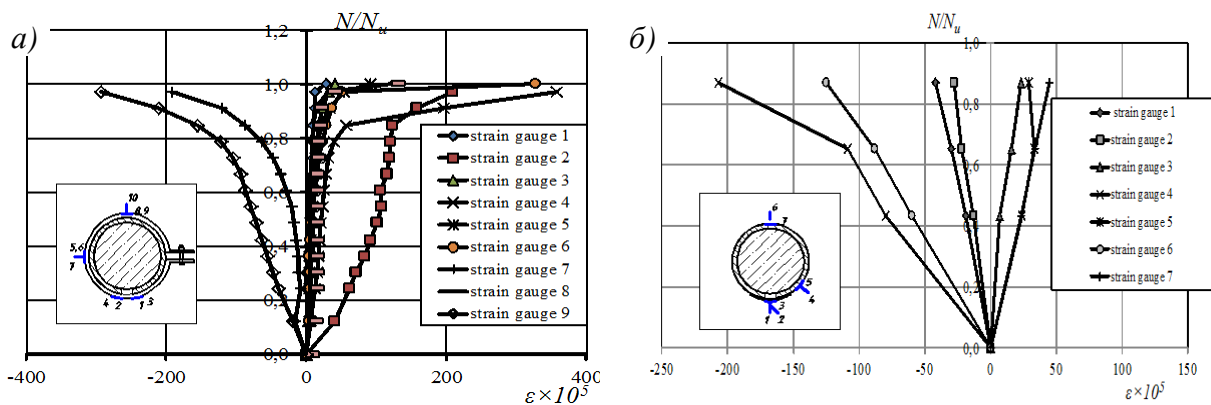 а)
N/Nu
1,2
1,0
0,8
0,6
0,4
0,2
0,0
-400
-200
0
200
400
ε×10⁵
strain gauge 1
strain gauge 2
strain gauge 3
strain gauge 4
strain gauge 5
strain gauge 6
strain gauge 7
strain gauge 8
strain gauge 9
10
8,9
5,6
7
4 2 1 3
б)
N/Nu
1,0
0,8
0,6
0,4
0,2
0,0
-250
-200
-150
-100
-50
0
50
100
150
ε×10⁵
strain gauge 1
strain gauge 2
strain gauge 3
strain gauge 4
strain gauge 5
strain gauge 6
strain gauge 7
6
7
5
4
3
1 2